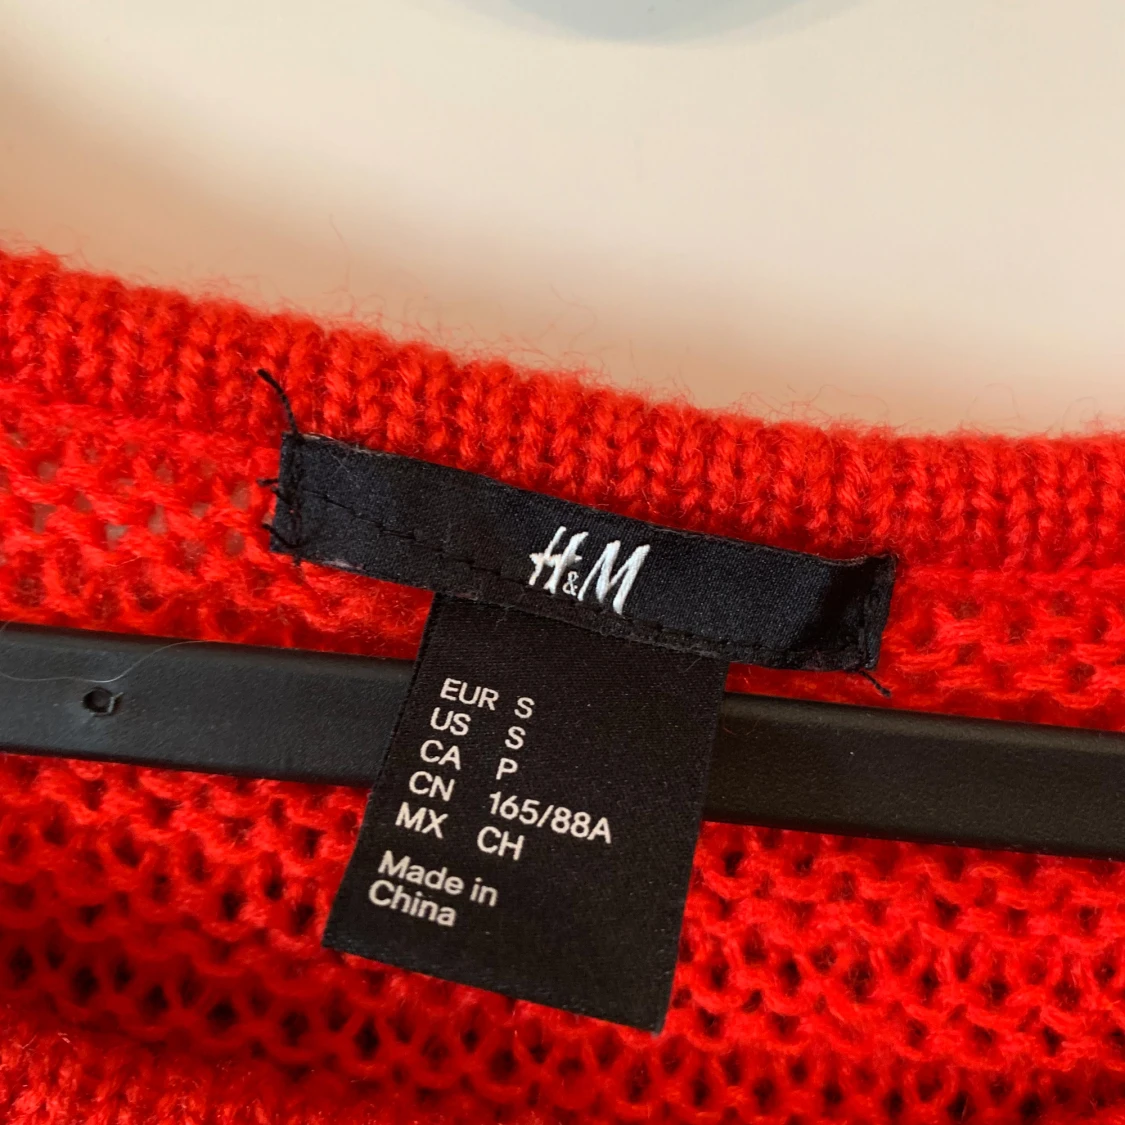 H&M
EUR S
US S
CA P
CN 165/88A
MX CH
Made in
China